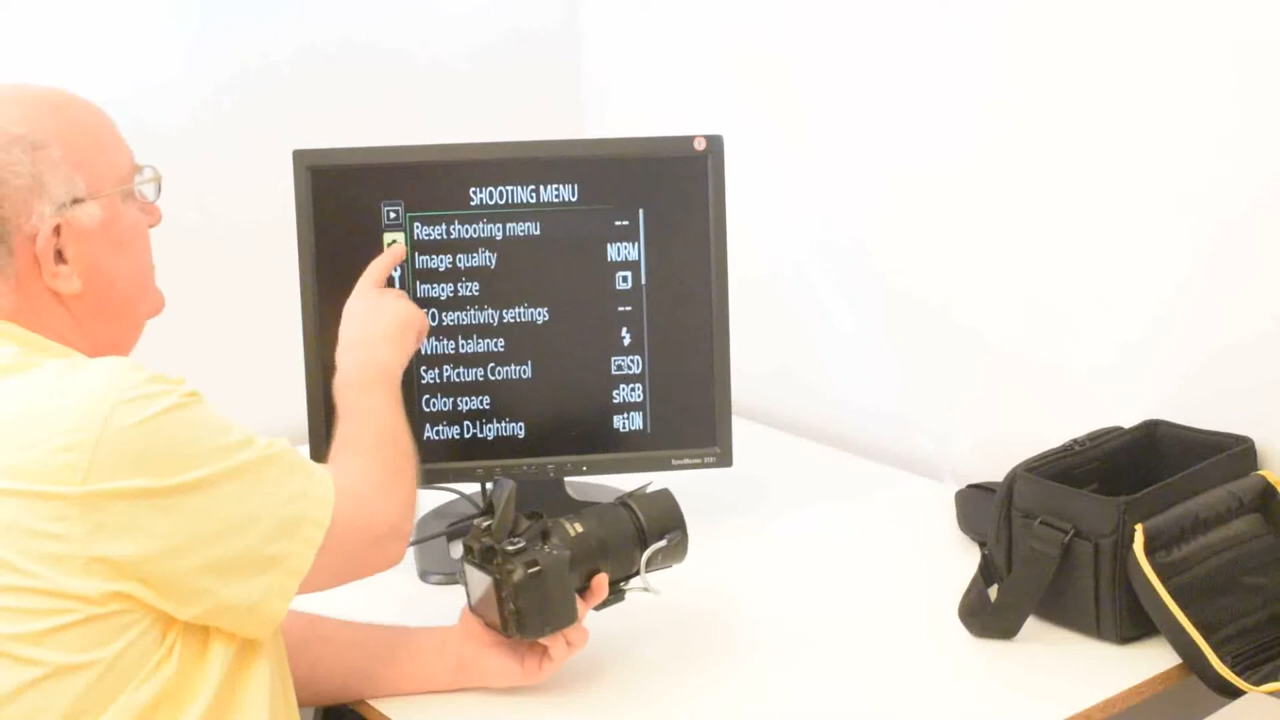 SHOOTING MENU
Reset shooting menu --
Image quality NORM
Image size
SO sensitivity settings --
White balance
Set Picture Control SD
Color space sRGB
Active D-Lighting ON